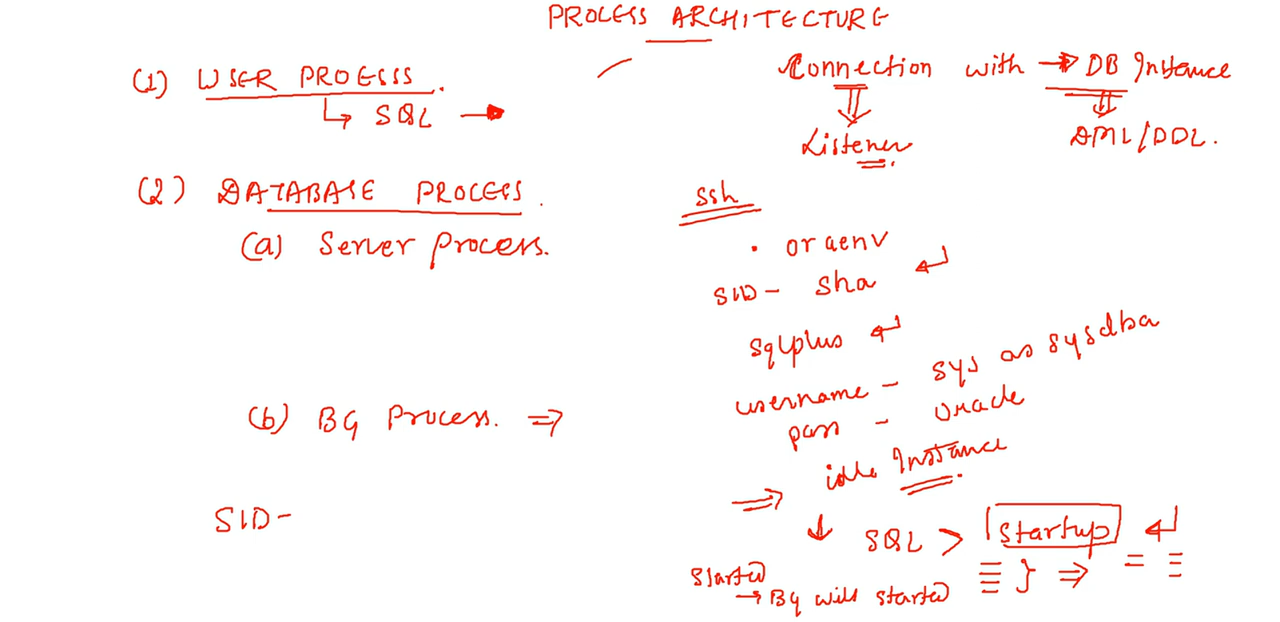 PROCESS ARCHITECTURE
(1) USER PROCESS.
↳ SQL →
(2) DATABASE PROCESS.
(a) Server Process.
(b) BG Process. ⇒
SID -
Connection with → DB Instance
Listener
DML/DDL.
ssh
. oraenv
SID - sha ↵
sqlplus ↵
username - sys as sysdba
pass - oracle
⇒ idle Instance
↓ SQL > startup ↵
Started
→ Bg will started } ⇒ =